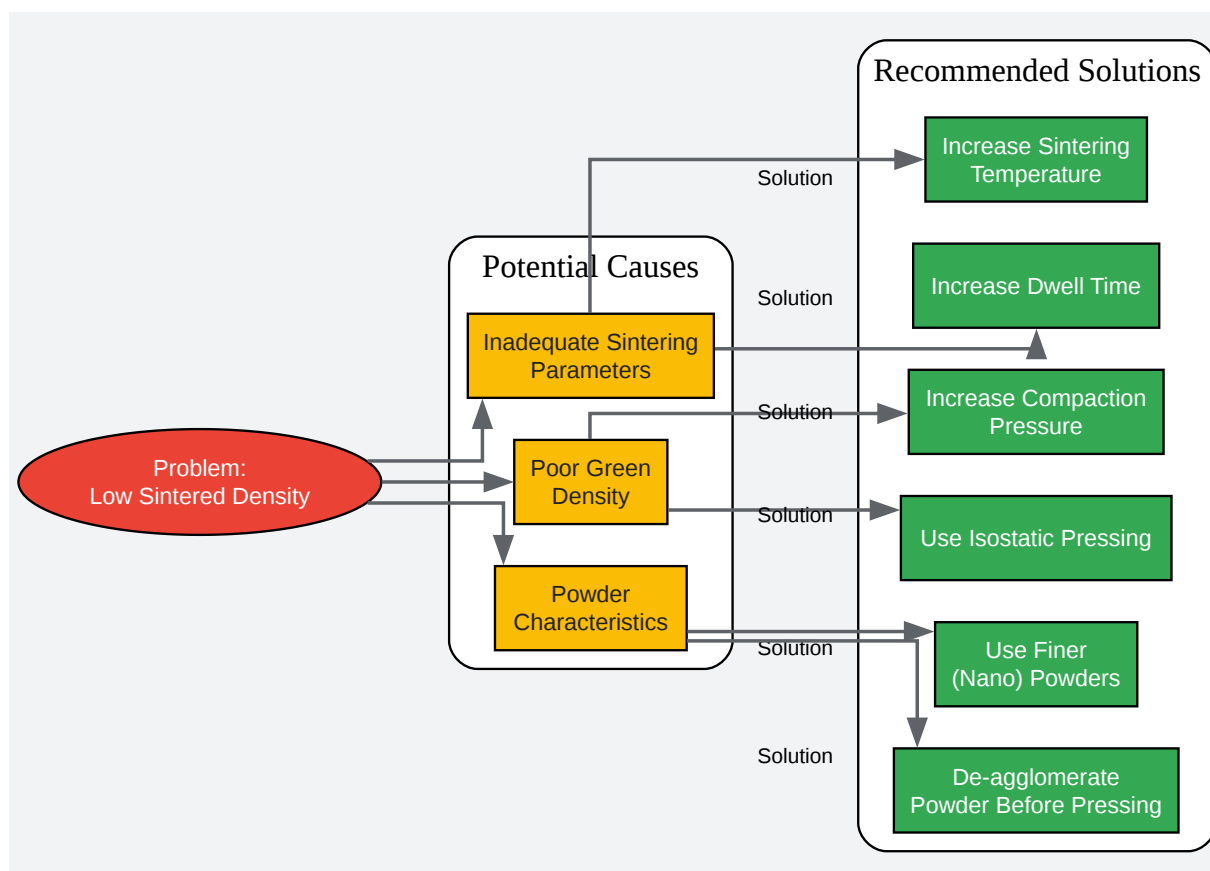 Problem:
Low Sintered Density
Potential Causes
Inadequate Sintering
Parameters
Poor Green
Density
Powder
Characteristics
Solution
Solution
Solution
Solution
Solution
Solution
Recommended Solutions
Increase Sintering
Temperature
Increase Dwell Time
Increase Compaction
Pressure
Use Isostatic Pressing
Use Finer
(Nano) Powders
De-agglomerate
Powder Before Pressing